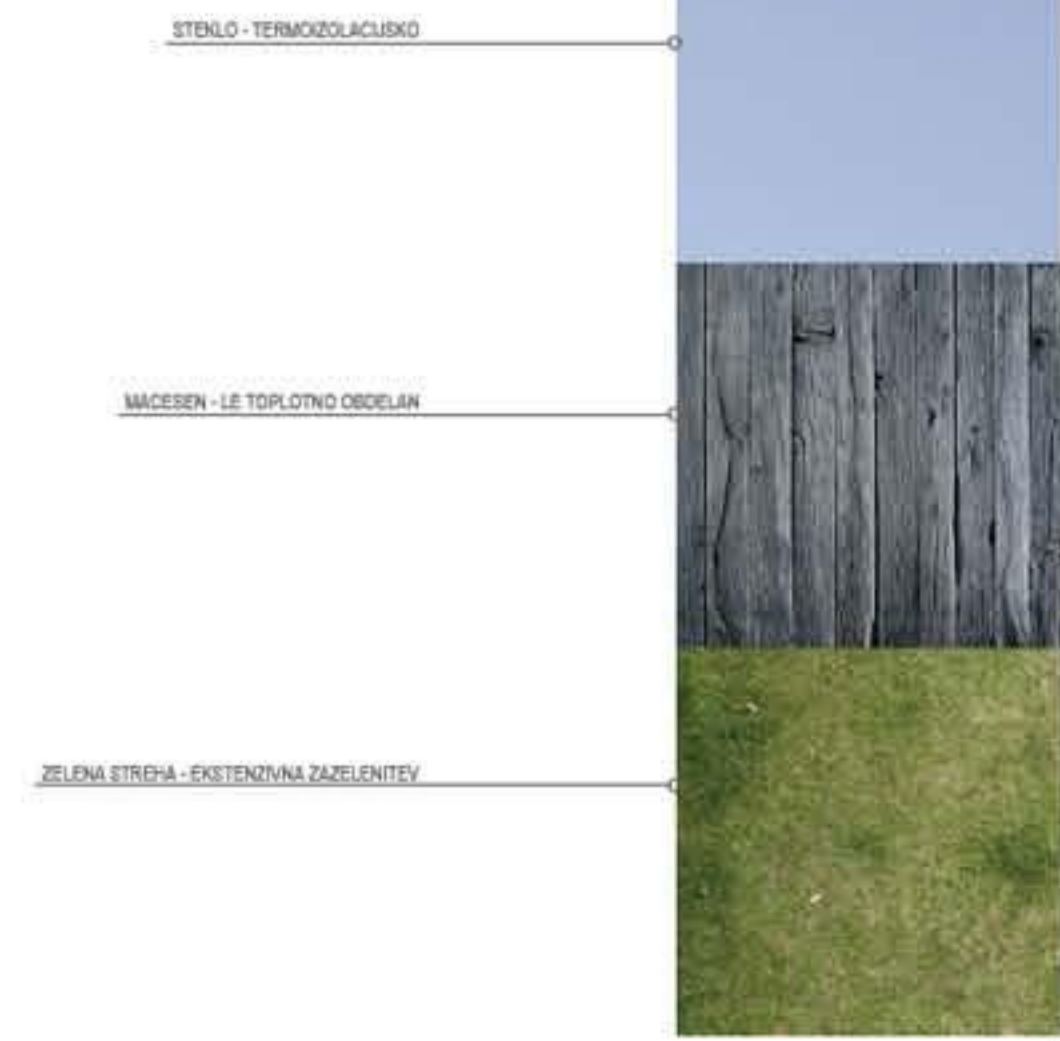 STEKLO - TERMOIZOLACIJSKO
MACESEN - LE TOPLOTNO OBDELAN
ZELENA STREHA - EKSTENZIVNA ZAZELENITEV